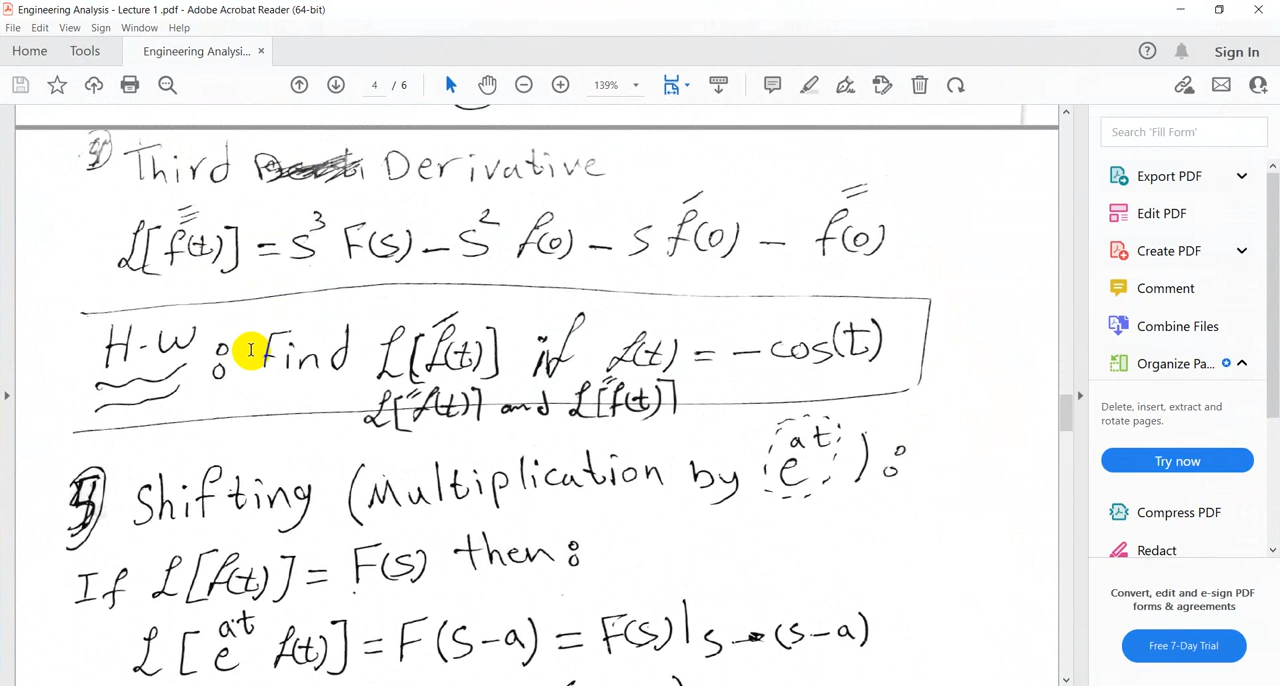 Engineering Analysis - Lecture 1 .pdf - Adobe Acrobat Reader (64-bit)
File Edit View Sign Window Help
Home Tools Engineering Analysi... × Sign In
4 / 6 139%
Search 'Fill Form'
Export PDF
Edit PDF
Create PDF
Comment
Combine Files
Organize Pa...
Delete, insert, extract and
rotate pages.
Try now
Compress PDF
Redact
Convert, edit and e-sign PDF
forms & agreements
Free 7-Day Trial
Third Derivative
ℒ[f‴(t)] = S³ F(s) - S² f(0) - S f′(0) - f″(0)
H-W : Find ℒ[f′(t)] if f(t) = -cos(t)
ℒ[f″(t)] and ℒ[f‴(t)]
Shifting (Multiplication by e^at) :
If ℒ[f(t)] = F(s) then :
ℒ[e^at f(t)] = F(s-a) = F(s)|s→(s-a)